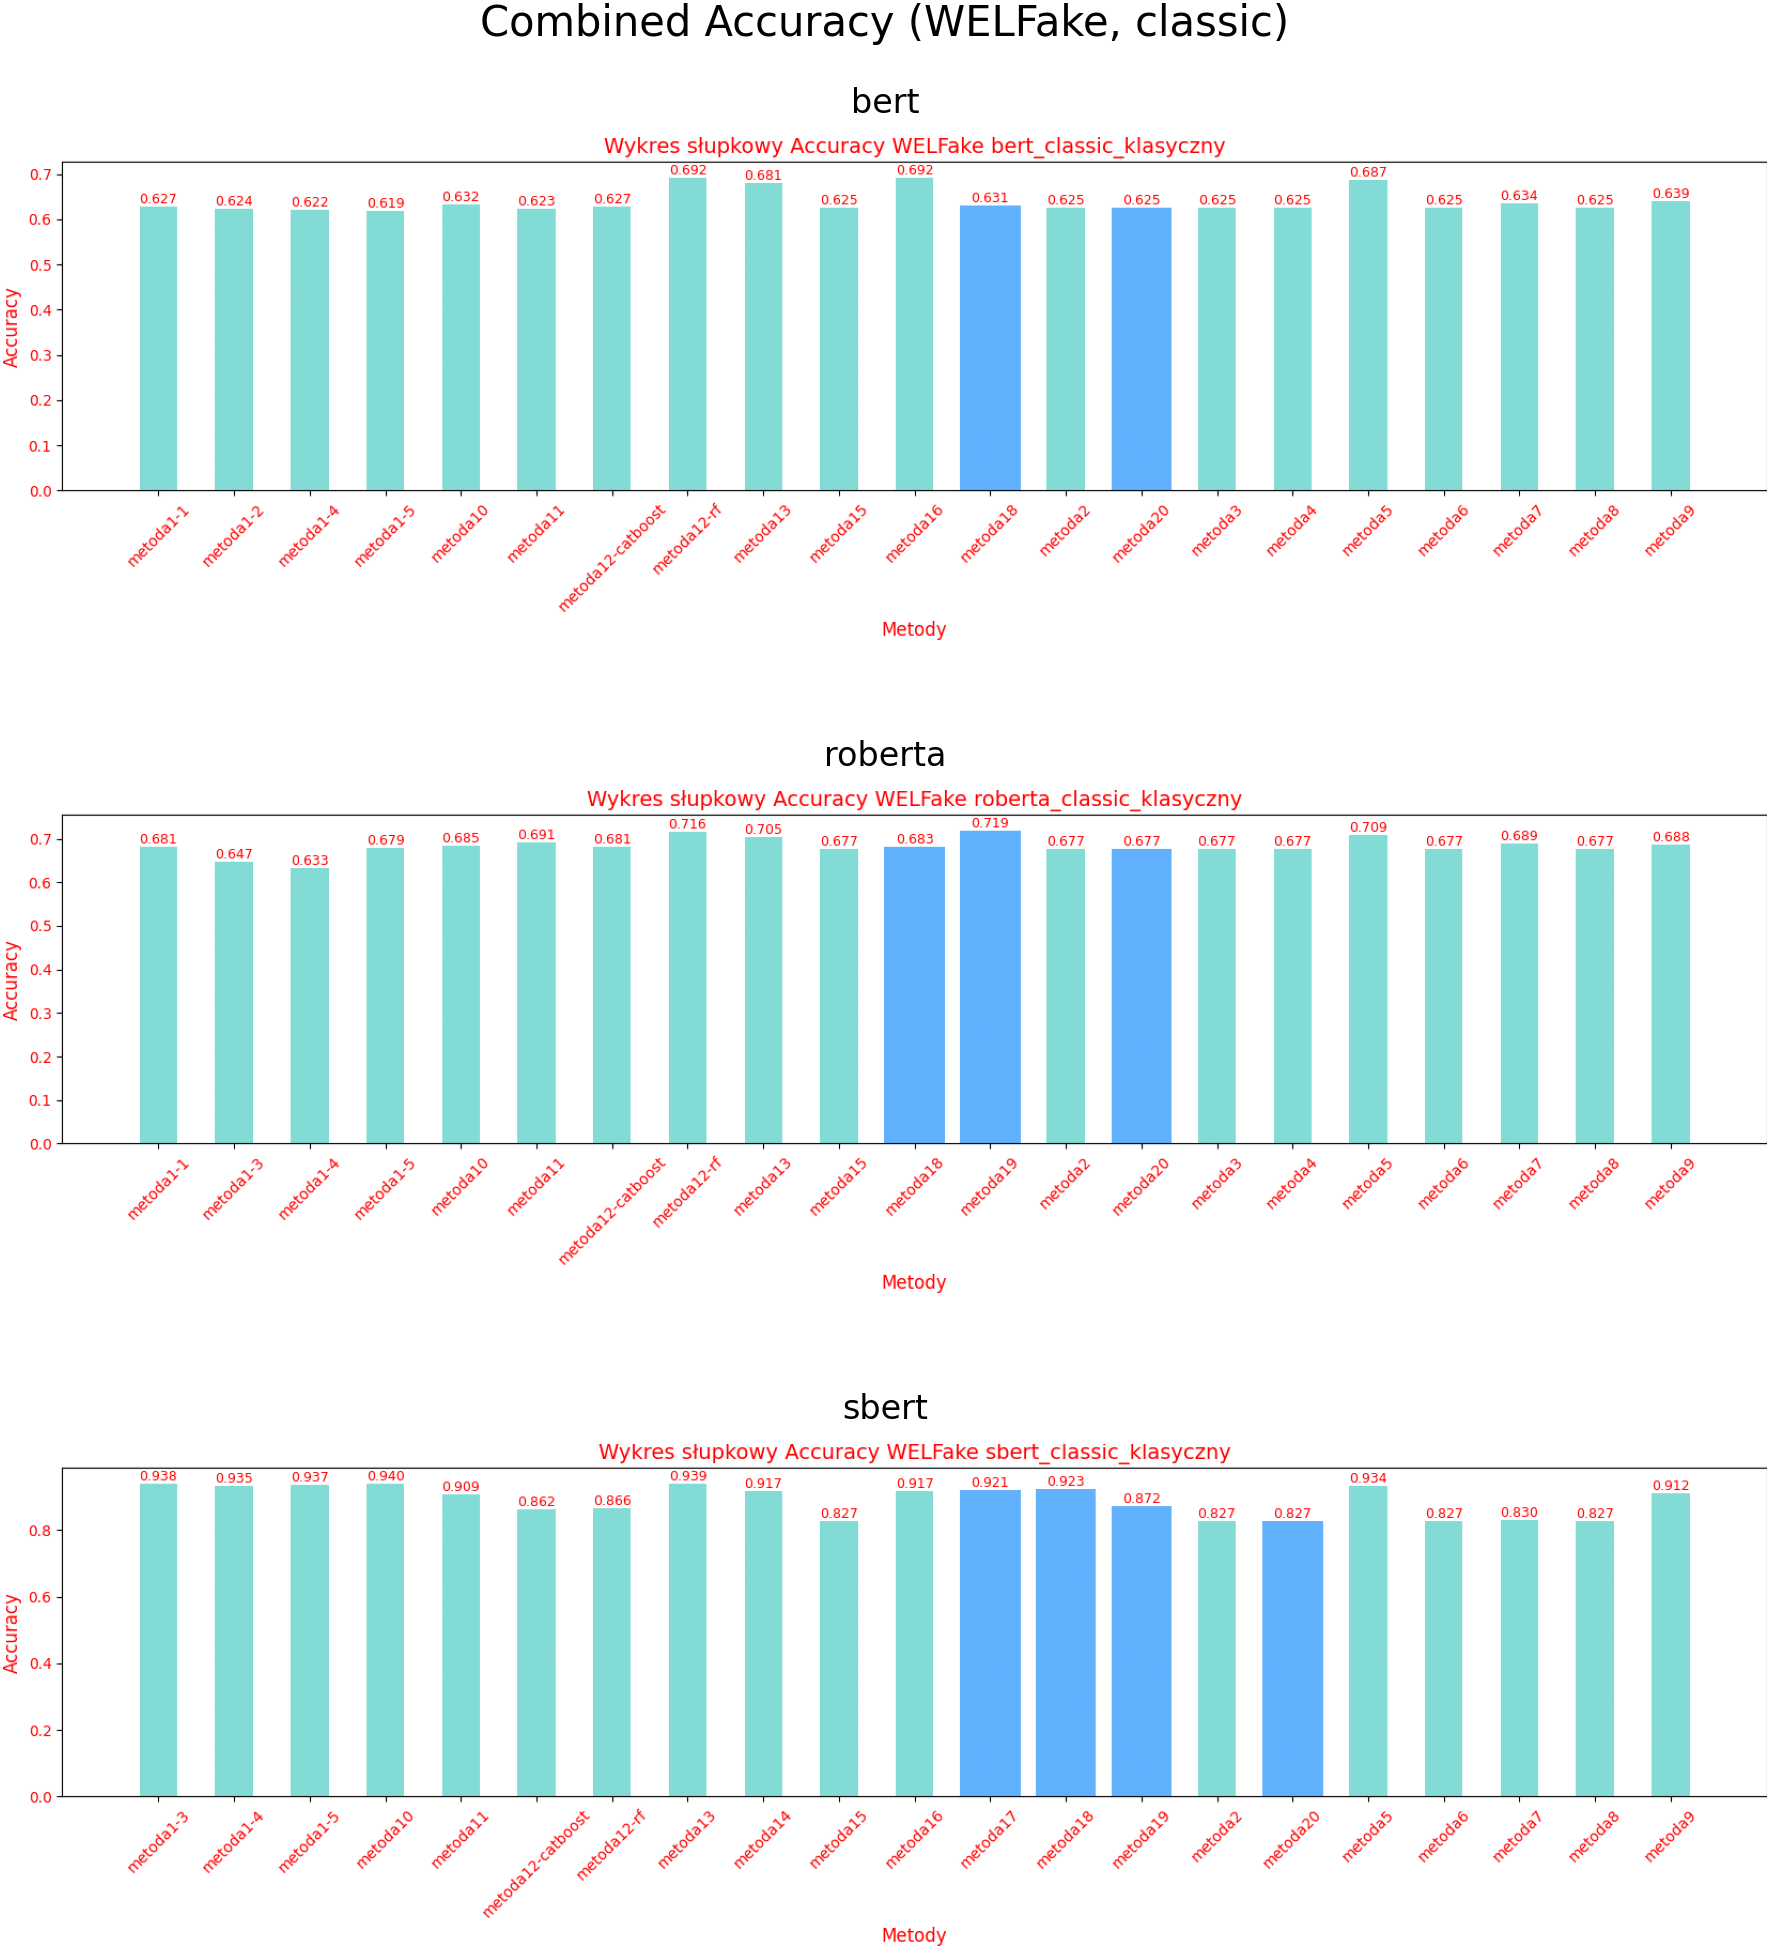 Combined Accuracy (WELFake, classic)
bert
Wykres słupkowy Accuracy WELFake bert_classic_klasyczny
0.627 0.624 0.622 0.619 0.632 0.623 0.627 0.692 0.681 0.625 0.692 0.631 0.625 0.625 0.625 0.625 0.687 0.625 0.634 0.625 0.639
0.7
0.6
0.5
0.4
0.3
0.2
0.1
0.0
Accuracy
metoda1-1 metoda1-2 metoda1-4 metoda1-5 metoda10 metoda11 metoda12-catboost metoda12-rf metoda13 metoda15 metoda16 metoda18 metoda2 metoda20 metoda3 metoda4 metoda5 metoda6 metoda7 metoda8 metoda9
Metody
roberta
Wykres słupkowy Accuracy WELFake roberta_classic_klasyczny
0.681 0.647 0.633 0.679 0.685 0.691 0.681 0.716 0.705 0.677 0.683 0.719 0.677 0.677 0.677 0.677 0.709 0.677 0.689 0.677 0.688
0.7
0.6
0.5
0.4
0.3
0.2
0.1
0.0
Accuracy
metoda1-1 metoda1-3 metoda1-4 metoda1-5 metoda10 metoda11 metoda12-catboost metoda12-rf metoda13 metoda15 metoda18 metoda19 metoda2 metoda20 metoda3 metoda4 metoda5 metoda6 metoda7 metoda8 metoda9
Metody
sbert
Wykres słupkowy Accuracy WELFake sbert_classic_klasyczny
0.938 0.935 0.937 0.940 0.909 0.862 0.866 0.939 0.917 0.827 0.917 0.921 0.923 0.872 0.827 0.827 0.934 0.827 0.830 0.827 0.912
0.8
0.6
0.4
0.2
0.0
Accuracy
metoda1-3 metoda1-4 metoda1-5 metoda10 metoda11 metoda12-catboost metoda12-rf metoda13 metoda14 metoda15 metoda16 metoda17 metoda18 metoda19 metoda2 metoda20 metoda5 metoda6 metoda7 metoda8 metoda9
Metody